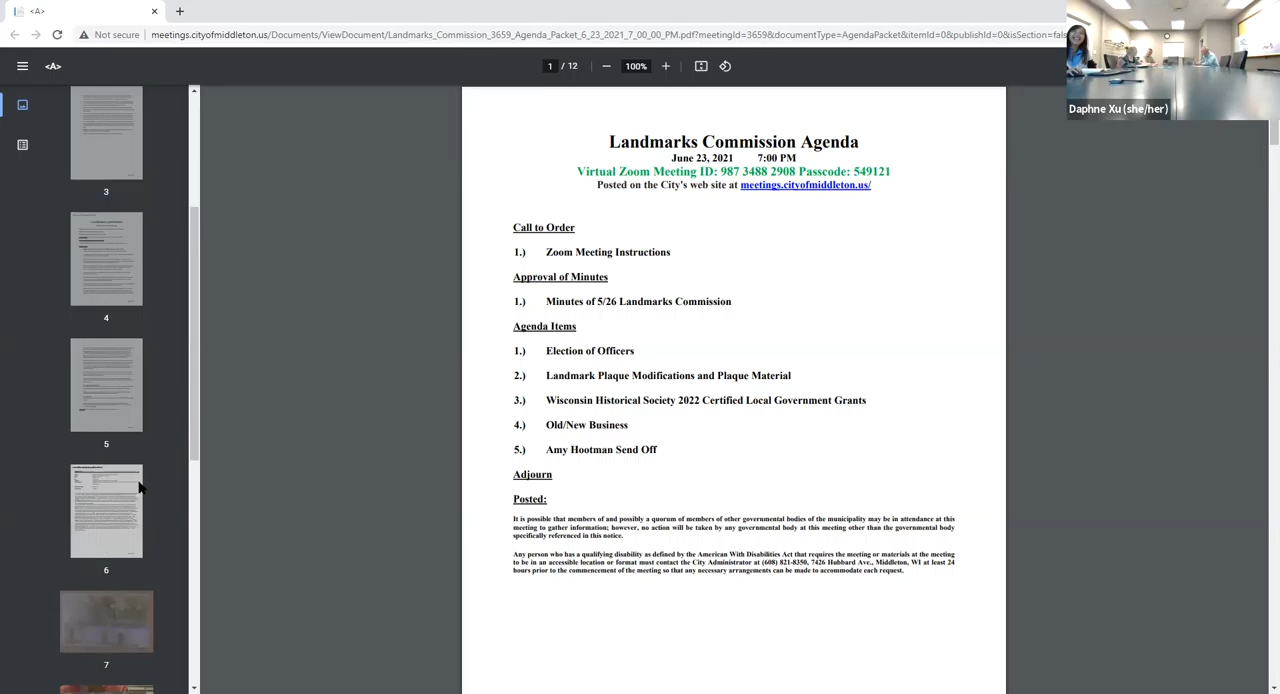 <A>
Not secure
meetings.cityofmiddleton.us/Documents/ViewDocument/Landmarks_Commission_3659_Agenda_Packet_6_23_2021_7_00_00_PM.pdf?meetingId=3659&documentType=AgendaPacket&itemId=0&publishId=0&isSection=fals
<A>
1 / 12
100%
Daphne Xu (she/her)
3
4
5
6
7
Landmarks Commission Agenda
June 23, 2021 7:00 PM
Virtual Zoom Meeting ID: 987 3488 2908 Passcode: 549121
Posted on the City's web site at meetings.cityofmiddleton.us/
Call to Order
1.) Zoom Meeting Instructions
Approval of Minutes
1.) Minutes of 5/26 Landmarks Commission
Agenda Items
1.) Election of Officers
2.) Landmark Plaque Modifications and Plaque Material
3.) Wisconsin Historical Society 2022 Certified Local Government Grants
4.) Old/New Business
5.) Amy Hootman Send Off
Adjourn
Posted:
It is possible that members of and possibly a quorum of members of other governmental bodies of the municipality may be in attendance at this
meeting to gather information; however, no action will be taken by any governmental body at this meeting other than the governmental body
specifically referenced in this notice.
Any person who has a qualifying disability as defined by the American With Disabilities Act that requires the meeting or materials at the meeting
to be in an accessible location or format must contact the City Administrator at (608) 821-8350, 7426 Hubbard Ave., Middleton, WI at least 24
hours prior to the commencement of the meeting so that any necessary arrangements can be made to accommodate each request.